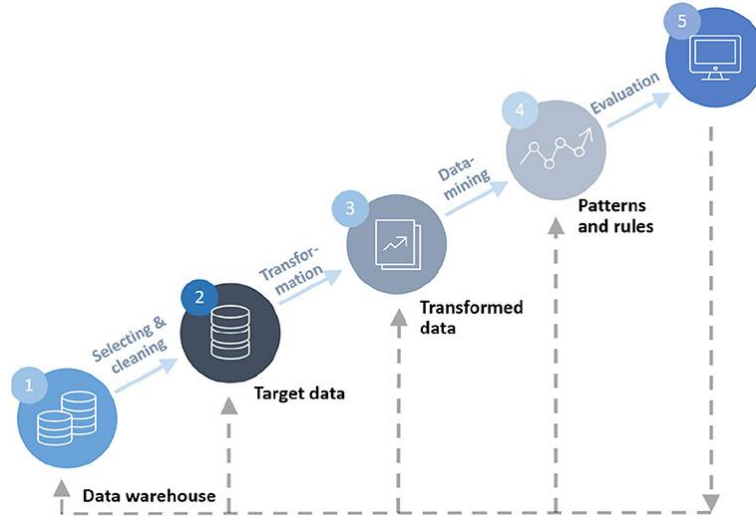 5
Evaluation
4
Data-
mining
Patterns
and rules
3
Transfor-
mation
Transformed
data
2
Selecting &
cleaning
Target data
1
Data warehouse